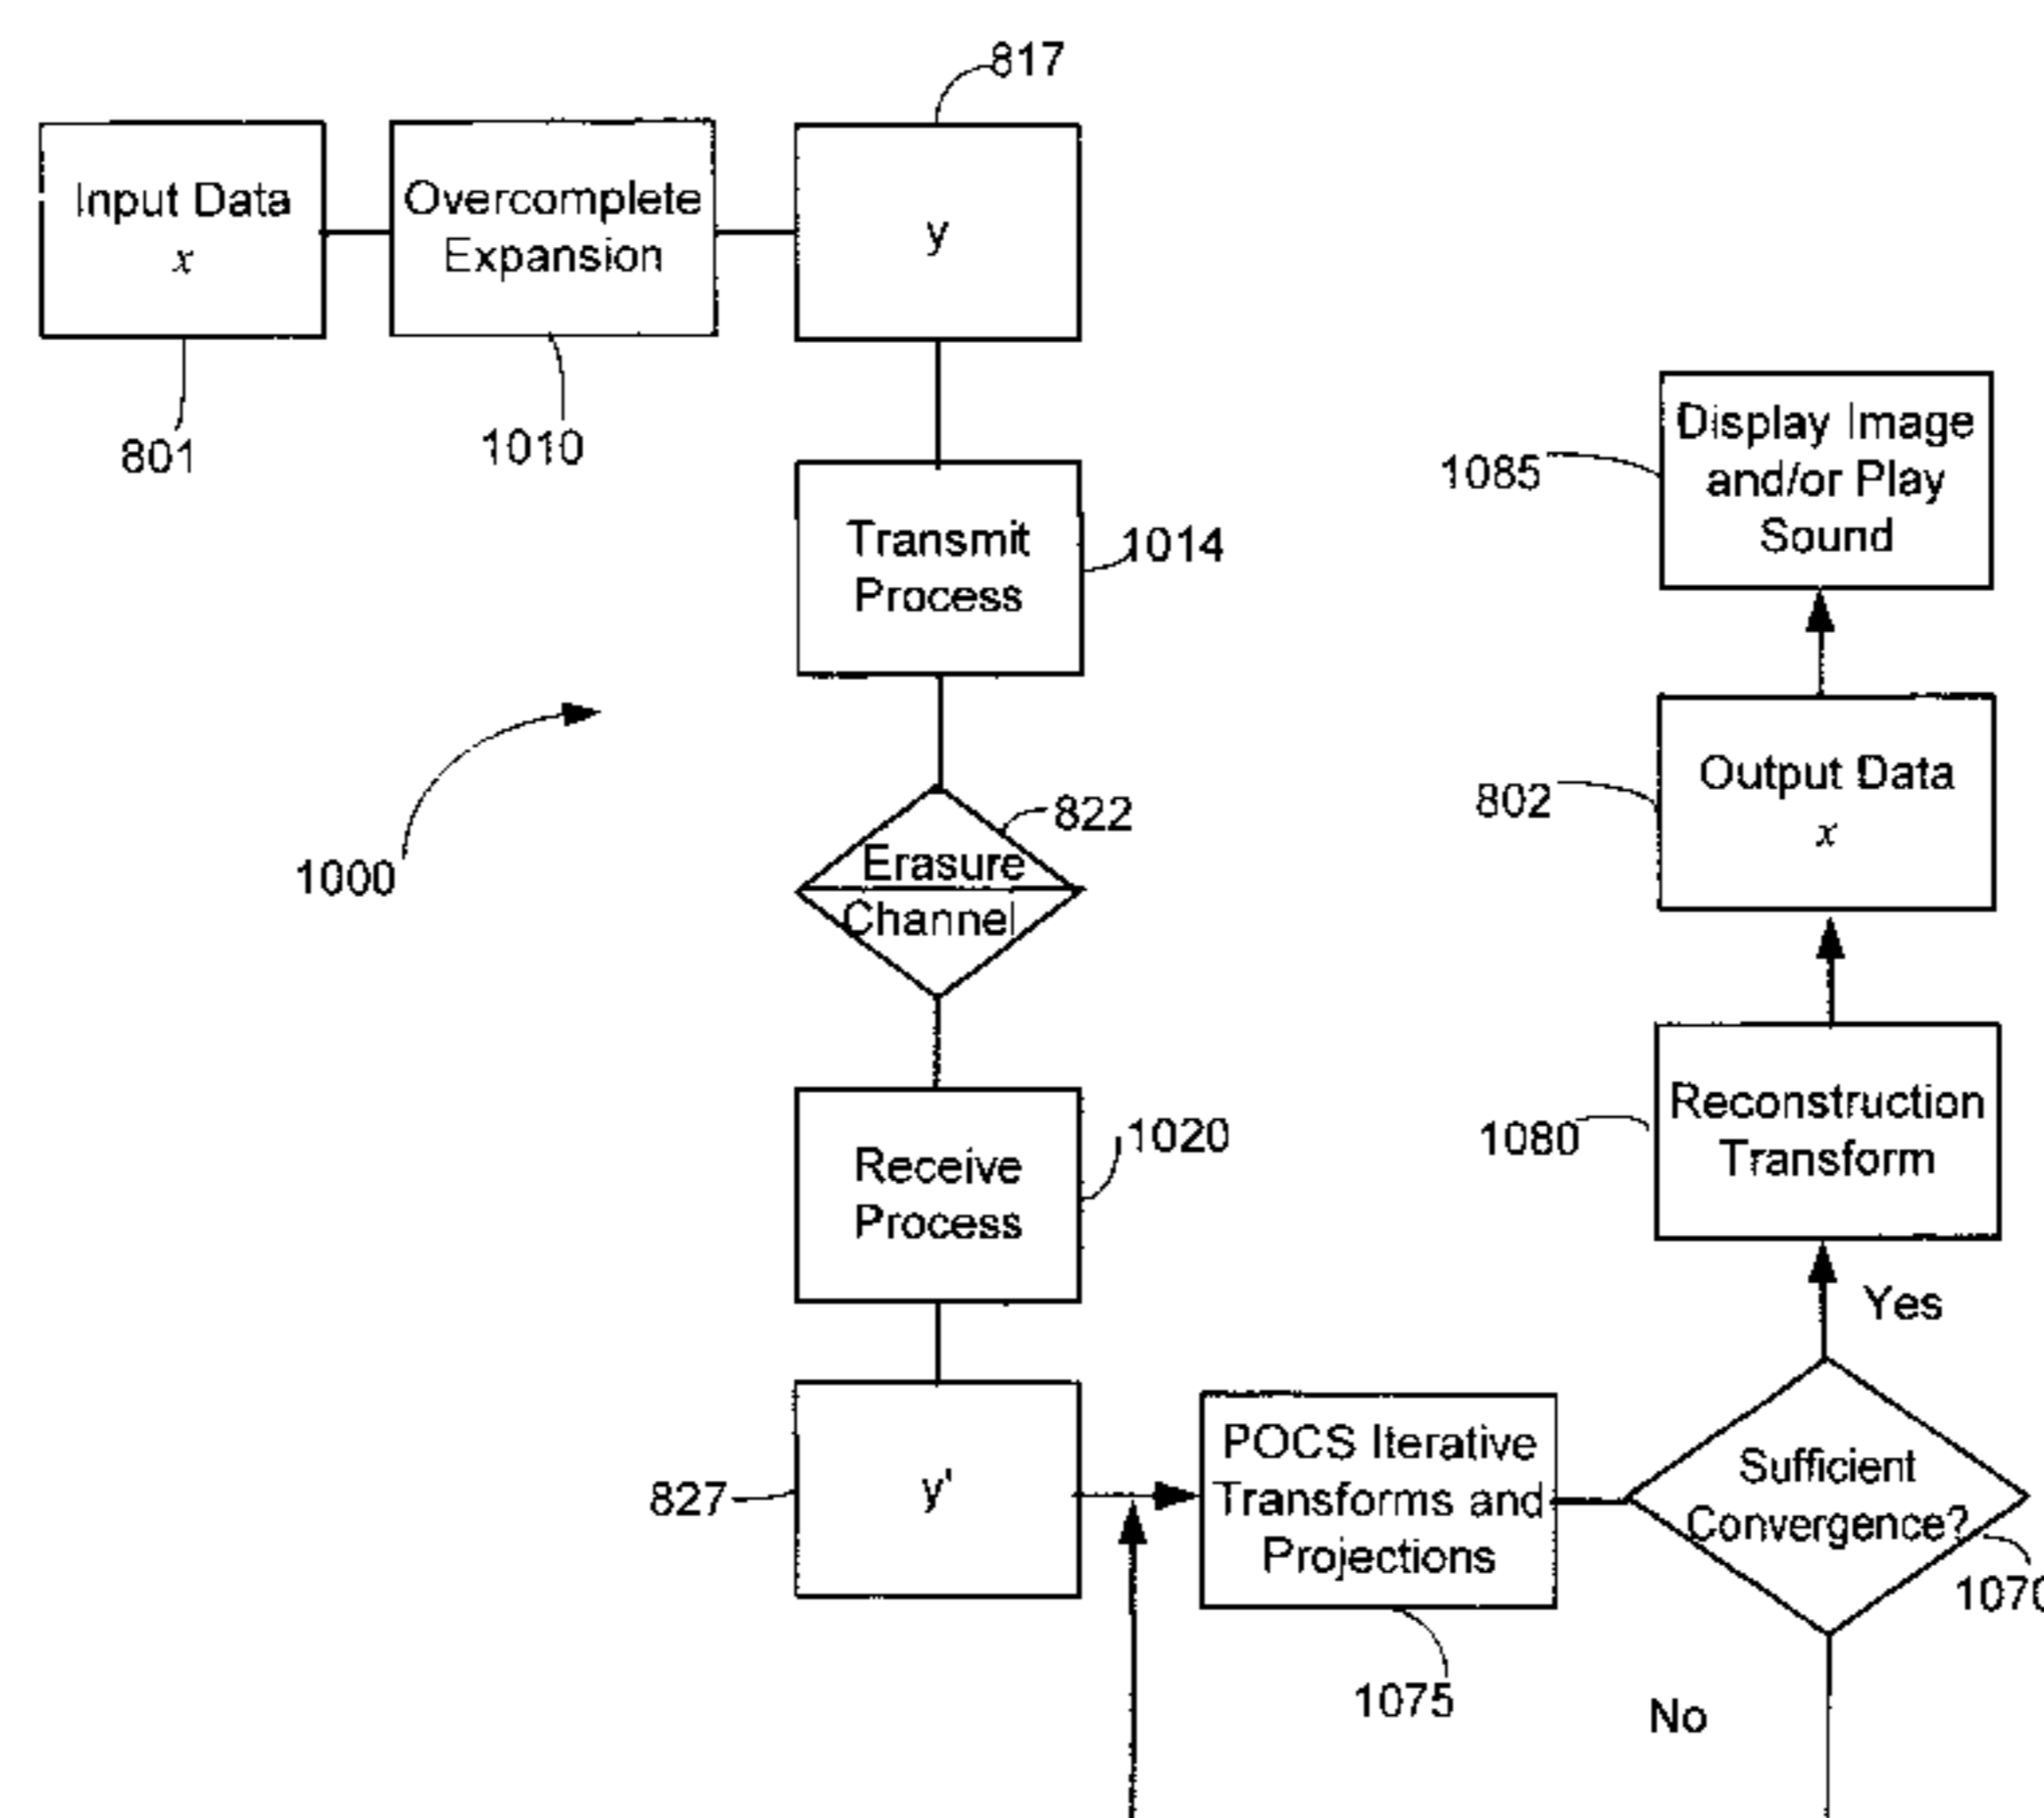 817
Input Data
x
Overcomplete
Expansion
y
801
1010
Transmit
Process
1014
1085
Display Image
and/or Play
Sound
1000
822
Erasure
Channel
802
Output Data
x
Receive
Process
1020
1080
Reconstruction
Transform
Yes
827
y'
POCS Iterative
Transforms and
Projections
Sufficient
Convergence?
1070
1075
No